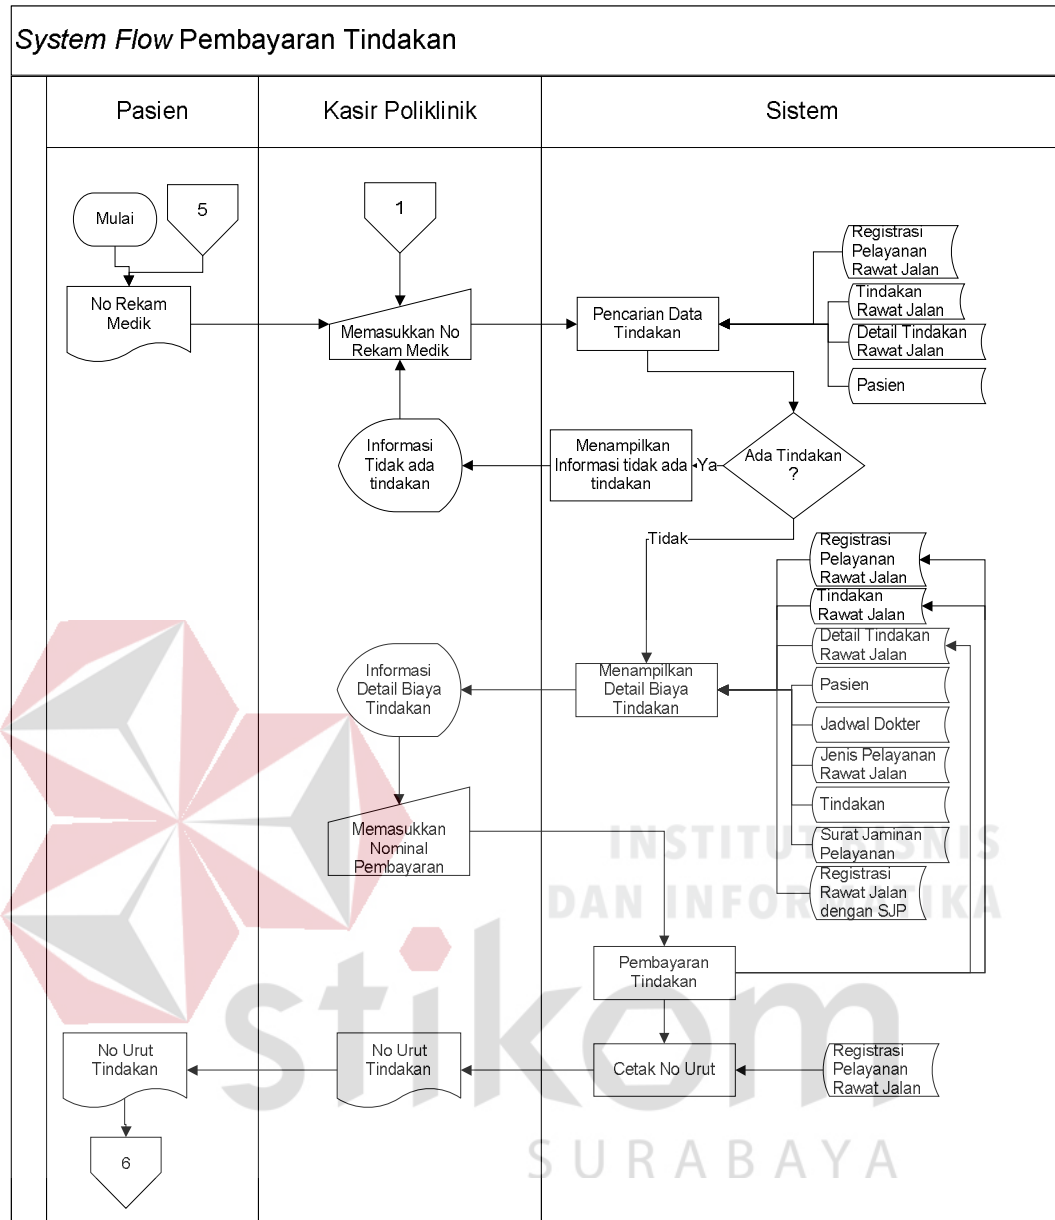 System Flow Pembayaran Tindakan
Pasien
Kasir Poliklinik
Sistem
Mulai
5
1
No Rekam
Medik
Memasukkan No
Rekam Medik
Pencarian Data
Tindakan
Registrasi
Pelayanan
Rawat Jalan
Tindakan
Rawat Jalan
Detail Tindakan
Rawat Jalan
Pasien
Informasi
Tidak ada
tindakan
Menampilkan
Informasi tidak ada
tindakan
Ya
Ada Tindakan
?
Tidak
Registrasi
Pelayanan
Rawat Jalan
Tindakan
Rawat Jalan
Detail Tindakan
Rawat Jalan
Pasien
Jadwal Dokter
Jenis Pelayanan
Rawat Jalan
Tindakan
Surat Jaminan
Pelayanan
Registrasi
Rawat Jalan
dengan SJP
Informasi
Detail Biaya
Tindakan
Menampilkan
Detail Biaya
Tindakan
Memasukkan
Nominal
Pembayaran
INSTITUT BISNIS
DAN INFORMATIKA
Pembayaran
Tindakan
stikom
No Urut
Tindakan
No Urut
Tindakan
Cetak No Urut
Registrasi
Pelayanan
Rawat Jalan
SURABAYA
6